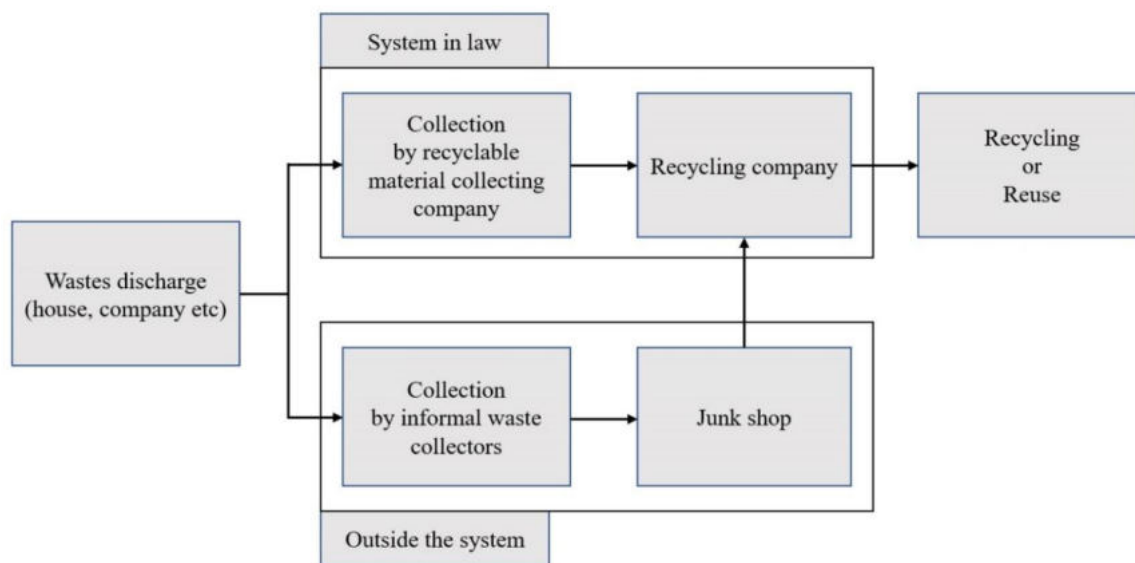 System in law
Collection
by recyclable
material collecting
company
Recycling company
Recycling
or
Reuse
Wastes discharge
(house, company etc)
Collection
by informal waste
collectors
Junk shop
Outside the system